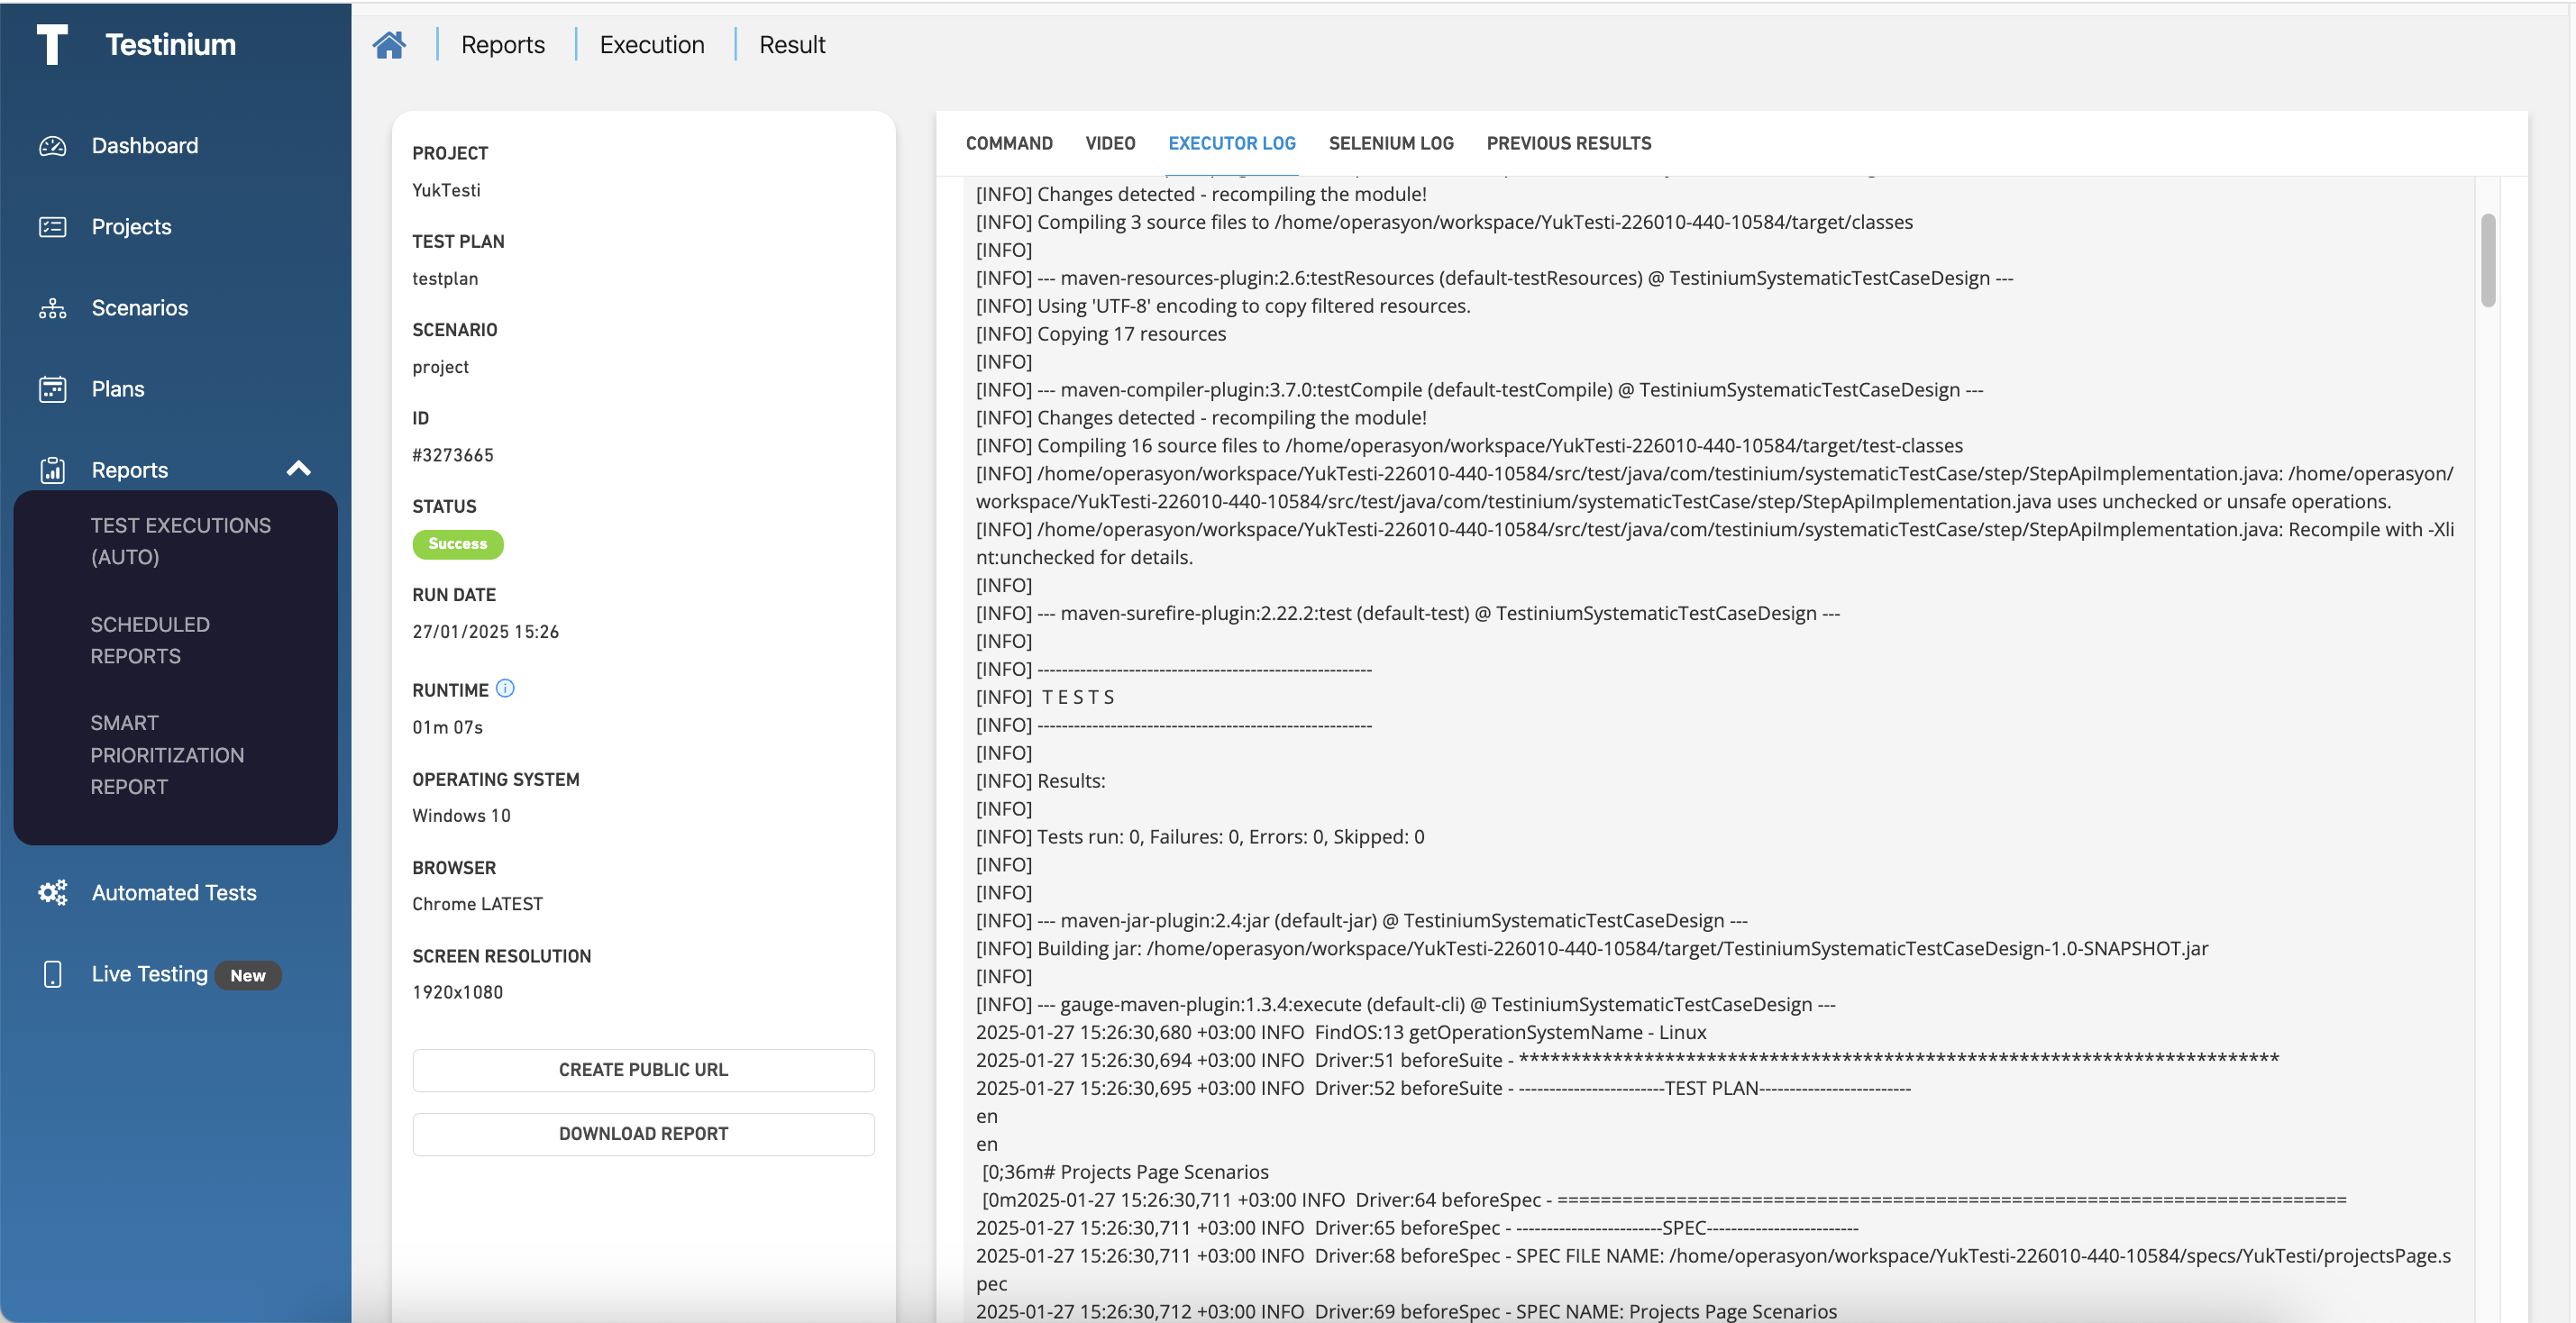 Testinium
Dashboard
Projects
Scenarios
Plans
Reports
TEST EXECUTIONS
(AUTO)
SCHEDULED
REPORTS
SMART
PRIORITIZATION
REPORT
Automated Tests
Live Testing New
Reports
Execution
Result
PROJECT
YukTesti
TEST PLAN
testplan
SCENARIO
project
ID
#3273665
STATUS
Success
RUN DATE
27/01/2025 15:26
RUNTIME
01m 07s
OPERATING SYSTEM
Windows 10
BROWSER
Chrome LATEST
SCREEN RESOLUTION
1920x1080
CREATE PUBLIC URL
DOWNLOAD REPORT
COMMAND VIDEO EXECUTOR LOG SELENIUM LOG PREVIOUS RESULTS
[INFO] Changes detected - recompiling the module!
[INFO] Compiling 3 source files to /home/operasyon/workspace/YukTesti-226010-440-10584/target/classes
[INFO]
[INFO] --- maven-resources-plugin:2.6:testResources (default-testResources) @ TestiniumSystematicTestCaseDesign ---
[INFO] Using 'UTF-8' encoding to copy filtered resources.
[INFO] Copying 17 resources
[INFO]
[INFO] --- maven-compiler-plugin:3.7.0:testCompile (default-testCompile) @ TestiniumSystematicTestCaseDesign ---
[INFO] Changes detected - recompiling the module!
[INFO] Compiling 16 source files to /home/operasyon/workspace/YukTesti-226010-440-10584/target/test-classes
[INFO] /home/operasyon/workspace/YukTesti-226010-440-10584/src/test/java/com/testinium/systematicTestCase/step/StepApiImplementation.java: /home/operasyon/
workspace/YukTesti-226010-440-10584/src/test/java/com/testinium/systematicTestCase/step/StepApiImplementation.java uses unchecked or unsafe operations.
[INFO] /home/operasyon/workspace/YukTesti-226010-440-10584/src/test/java/com/testinium/systematicTestCase/step/StepApiImplementation.java: Recompile with -Xli
nt:unchecked for details.
[INFO]
[INFO] --- maven-surefire-plugin:2.22.2:test (default-test) @ TestiniumSystematicTestCaseDesign ---
[INFO]
[INFO] -------------------------------------------------------
[INFO]  T E S T S
[INFO] -------------------------------------------------------
[INFO]
[INFO] Results:
[INFO]
[INFO] Tests run: 0, Failures: 0, Errors: 0, Skipped: 0
[INFO]
[INFO]
[INFO] --- maven-jar-plugin:2.4:jar (default-jar) @ TestiniumSystematicTestCaseDesign ---
[INFO] Building jar: /home/operasyon/workspace/YukTesti-226010-440-10584/target/TestiniumSystematicTestCaseDesign-1.0-SNAPSHOT.jar
[INFO]
[INFO] --- gauge-maven-plugin:1.3.4:execute (default-cli) @ TestiniumSystematicTestCaseDesign ---
2025-01-27 15:26:30,680 +03:00 INFO  FindOS:13 getOperationSystemName - Linux
2025-01-27 15:26:30,694 +03:00 INFO  Driver:51 beforeSuite - *************************************************************************
2025-01-27 15:26:30,695 +03:00 INFO  Driver:52 beforeSuite - ------------------------TEST PLAN-------------------------
en
en
[0;36m# Projects Page Scenarios
[0m2025-01-27 15:26:30,711 +03:00 INFO  Driver:64 beforeSpec - =========================================================================
2025-01-27 15:26:30,711 +03:00 INFO  Driver:65 beforeSpec - ------------------------SPEC-------------------------
2025-01-27 15:26:30,711 +03:00 INFO  Driver:68 beforeSpec - SPEC FILE NAME: /home/operasyon/workspace/YukTesti-226010-440-10584/specs/YukTesti/projectsPage.s
pec
2025-01-27 15:26:30,712 +03:00 INFO  Driver:69 beforeSpec - SPEC NAME: Projects Page Scenarios